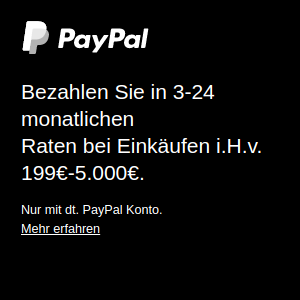 PayPal
Bezahlen Sie in 3-24
monatlichen
Raten bei Einkäufen i.H.v.
199€-5.000€.
Nur mit dt. PayPal Konto.
Mehr erfahren